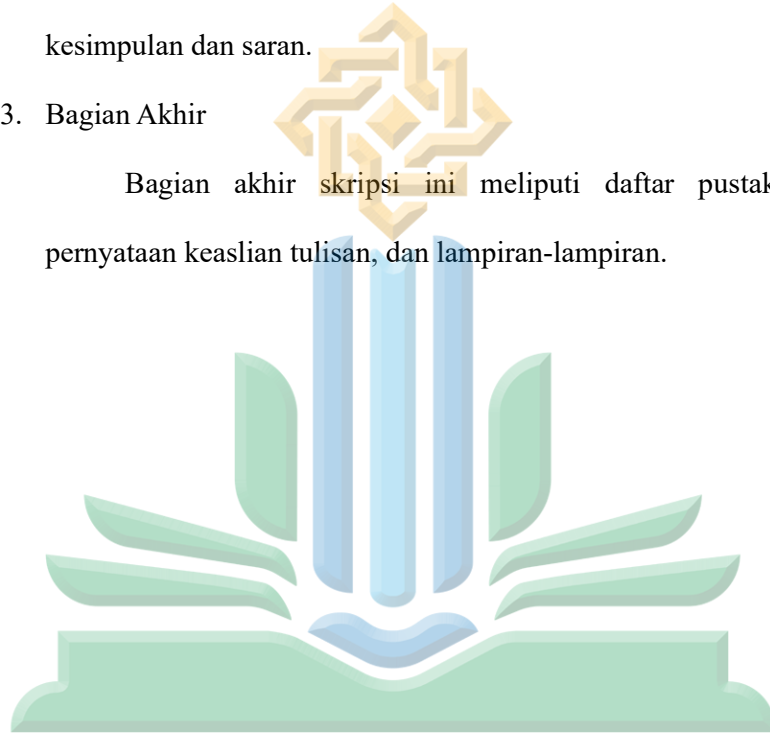 kesimpulan dan saran.
3. Bagian Akhir
Bagian akhir skripsi ini meliputi daftar pustak
pernyataan keaslian tulisan, dan lampiran-lampiran.